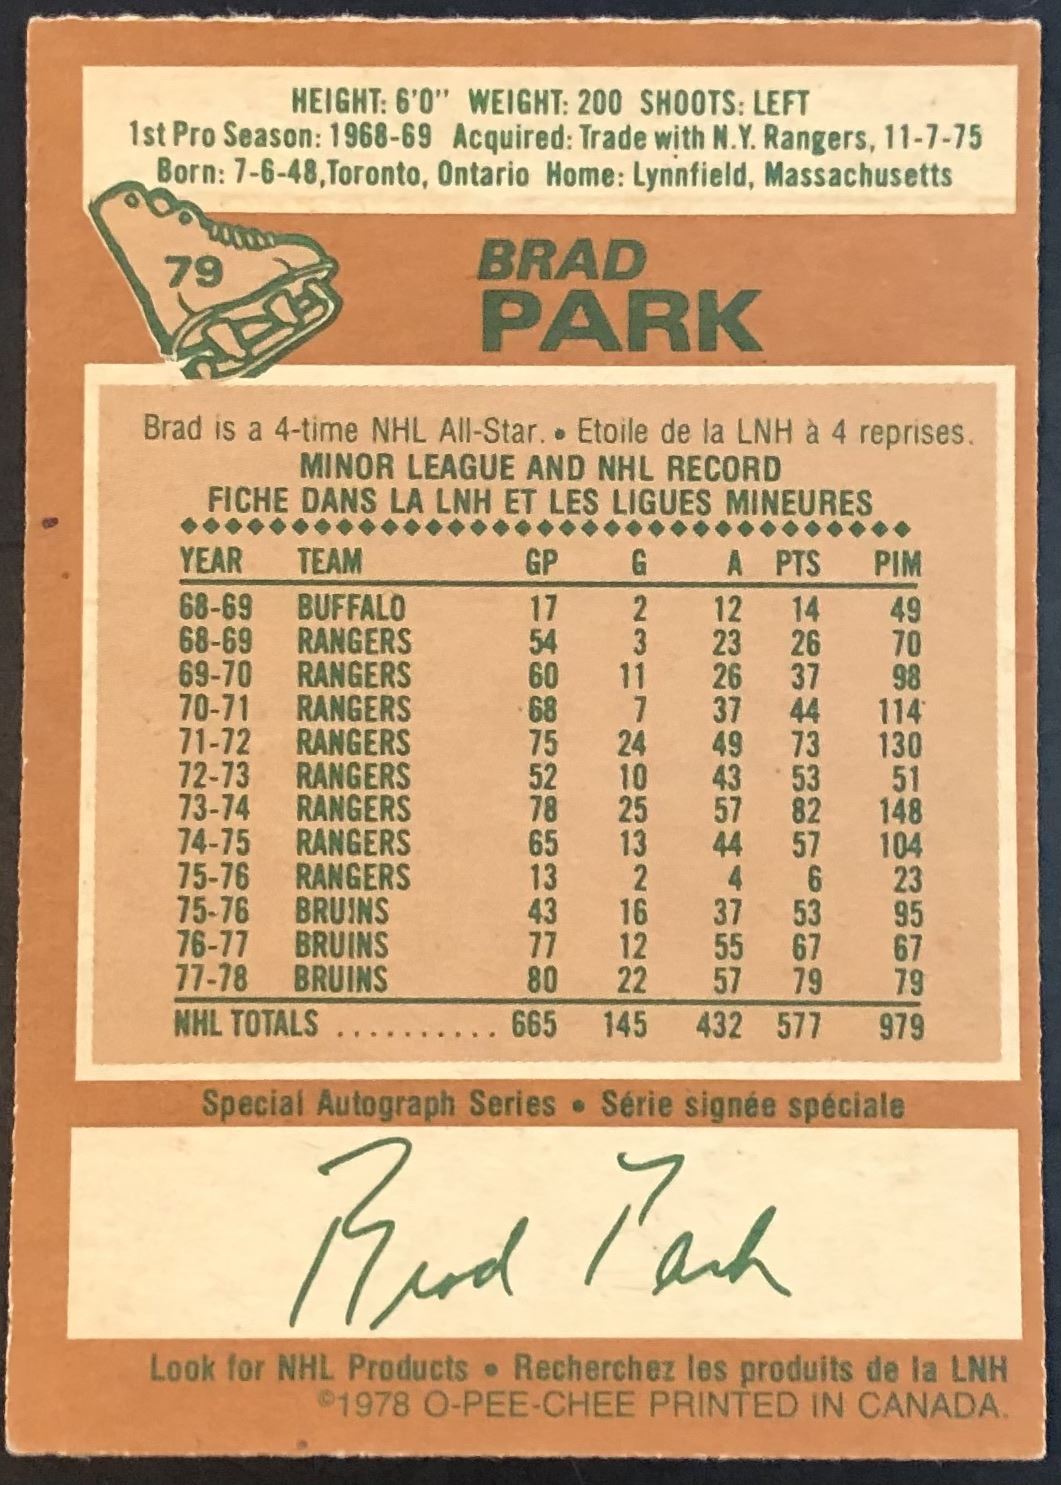 HEIGHT: 6'0" WEIGHT: 200 SHOOTS: LEFT
1st Pro Season: 1968-69 Acquired: Trade with N.Y. Rangers, 11-7-75
Born: 7-6-48, Toronto, Ontario Home: Lynnfield, Massachusetts
79
BRAD
PARK
Brad is a 4-time NHL All-Star. • Etoile de la LNH à 4 reprises.
MINOR LEAGUE AND NHL RECORD
FICHE DANS LA LNH ET LES LIGUES MINEURES
YEAR TEAM GP G A PTS PIM
68-69 BUFFALO 17 2 12 14 49
68-69 RANGERS 54 3 23 26 70
69-70 RANGERS 60 11 26 37 98
70-71 RANGERS 68 7 37 44 114
71-72 RANGERS 75 24 49 73 130
72-73 RANGERS 52 10 43 53 51
73-74 RANGERS 78 25 57 82 148
74-75 RANGERS 65 13 44 57 104
75-76 RANGERS 13 2 4 6 23
75-76 BRUINS 43 16 37 53 95
76-77 BRUINS 77 12 55 67 67
77-78 BRUINS 80 22 57 79 79
NHL TOTALS .......... 665 145 432 577 979
Special Autograph Series • Série signée spéciale
Brad Park
Look for NHL Products • Recherchez les produits de la LNH
©1978 O-PEE-CHEE PRINTED IN CANADA.